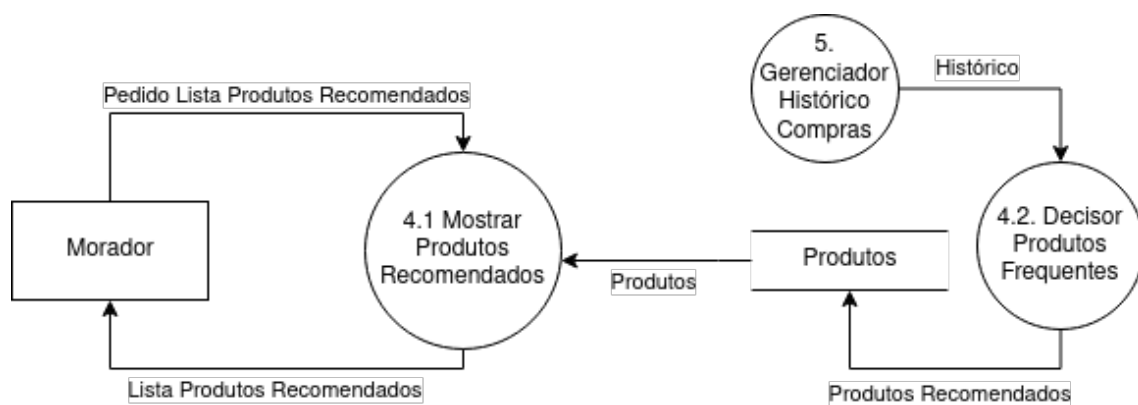 Pedido Lista Produtos Recomendados
Morador
4.1 Mostrar
Produtos
Recomendados
Lista Produtos Recomendados
Produtos
Produtos
5.
Gerenciador
Histórico
Compras
Histórico
4.2. Decisor
Produtos
Frequentes
Produtos Recomendados